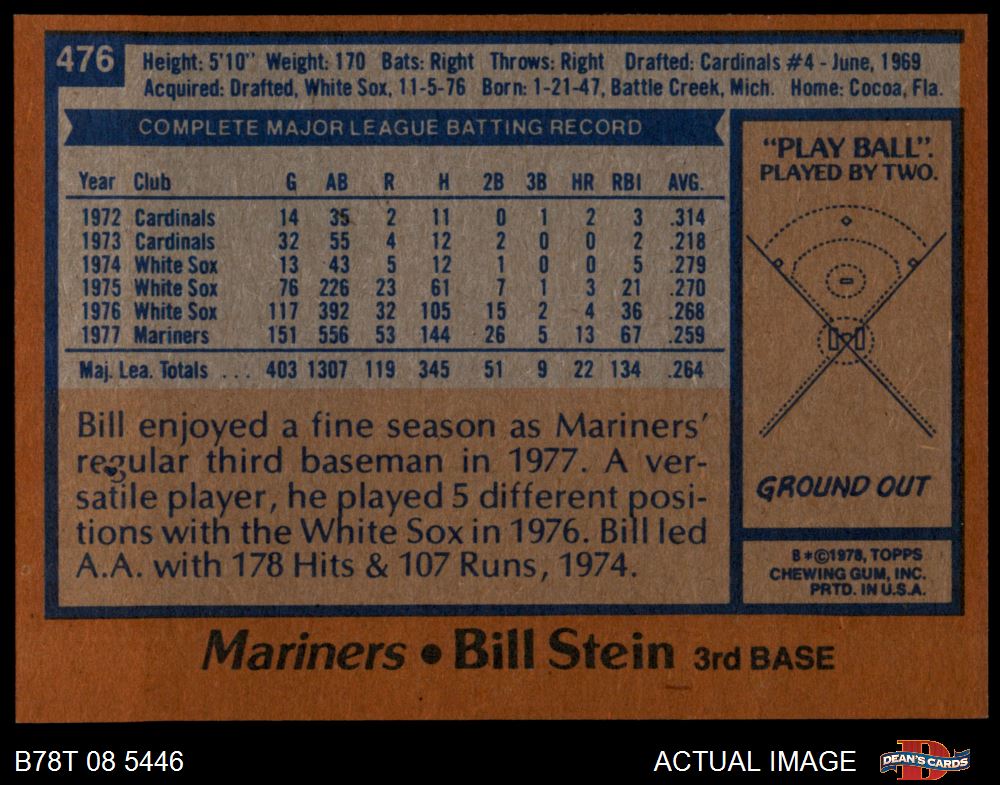 476
Height: 5'10" Weight: 170 Bats: Right Throws: Right Drafted: Cardinals #4 - June, 1969
Acquired: Drafted, White Sox, 11-5-76 Born: 1-21-47, Battle Creek, Mich. Home: Cocoa, Fla.
COMPLETE MAJOR LEAGUE BATTING RECORD
Year Club G AB R H 2B 3B HR RBI AVG.
1972 Cardinals 14 35 2 11 0 1 2 3 .314
1973 Cardinals 32 55 4 12 2 0 0 2 .218
1974 White Sox 13 43 5 12 1 0 0 5 .279
1975 White Sox 76 226 23 61 7 1 3 21 .270
1976 White Sox 117 392 32 105 15 2 4 36 .268
1977 Mariners 151 556 53 144 26 5 13 67 .259
Maj. Lea. Totals ... 403 1307 119 345 51 9 22 134 .264
Bill enjoyed a fine season as Mariners'
regular third baseman in 1977. A ver-
satile player, he played 5 different posi-
tions with the White Sox in 1976. Bill led
A.A. with 178 Hits & 107 Runs, 1974.
"PLAY BALL".
PLAYED BY TWO.
GROUND OUT
B*©1978, TOPPS
CHEWING GUM, INC.
PRTD. IN U.S.A.
Mariners • Bill Stein 3rd BASE
B78T 08 5446
ACTUAL IMAGE
D
DEAN'S CARDS